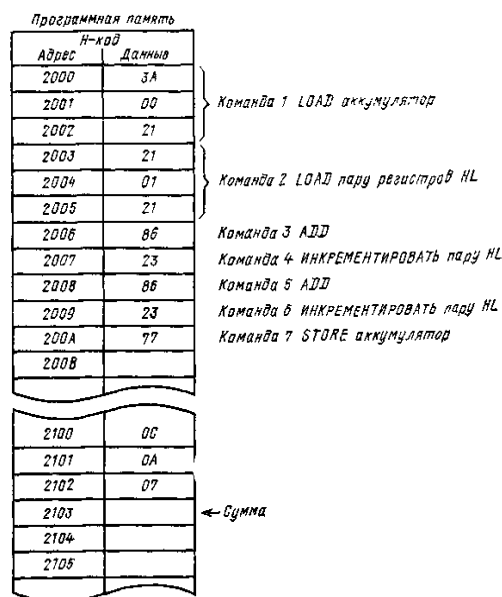 Программная память
H-код
Адрес Данные
2000 3A
2001 00 Команда 1 LOAD аккумулятор
2002 21
2003 21
2004 01 Команда 2 LOAD пару регистров HL
2005 21
2006 86 Команда 3 ADD
2007 23 Команда 4 ИНКРЕМЕНТИРОВАТЬ пару HL
2008 86 Команда 5 ADD
2009 23 Команда 6 ИНКРЕМЕНТИРОВАТЬ пару HL
200A 77 Команда 7 STORE аккумулятор
200B
2100 0C
2101 0A
2102 07
2103 ← Сумма
2104
2105